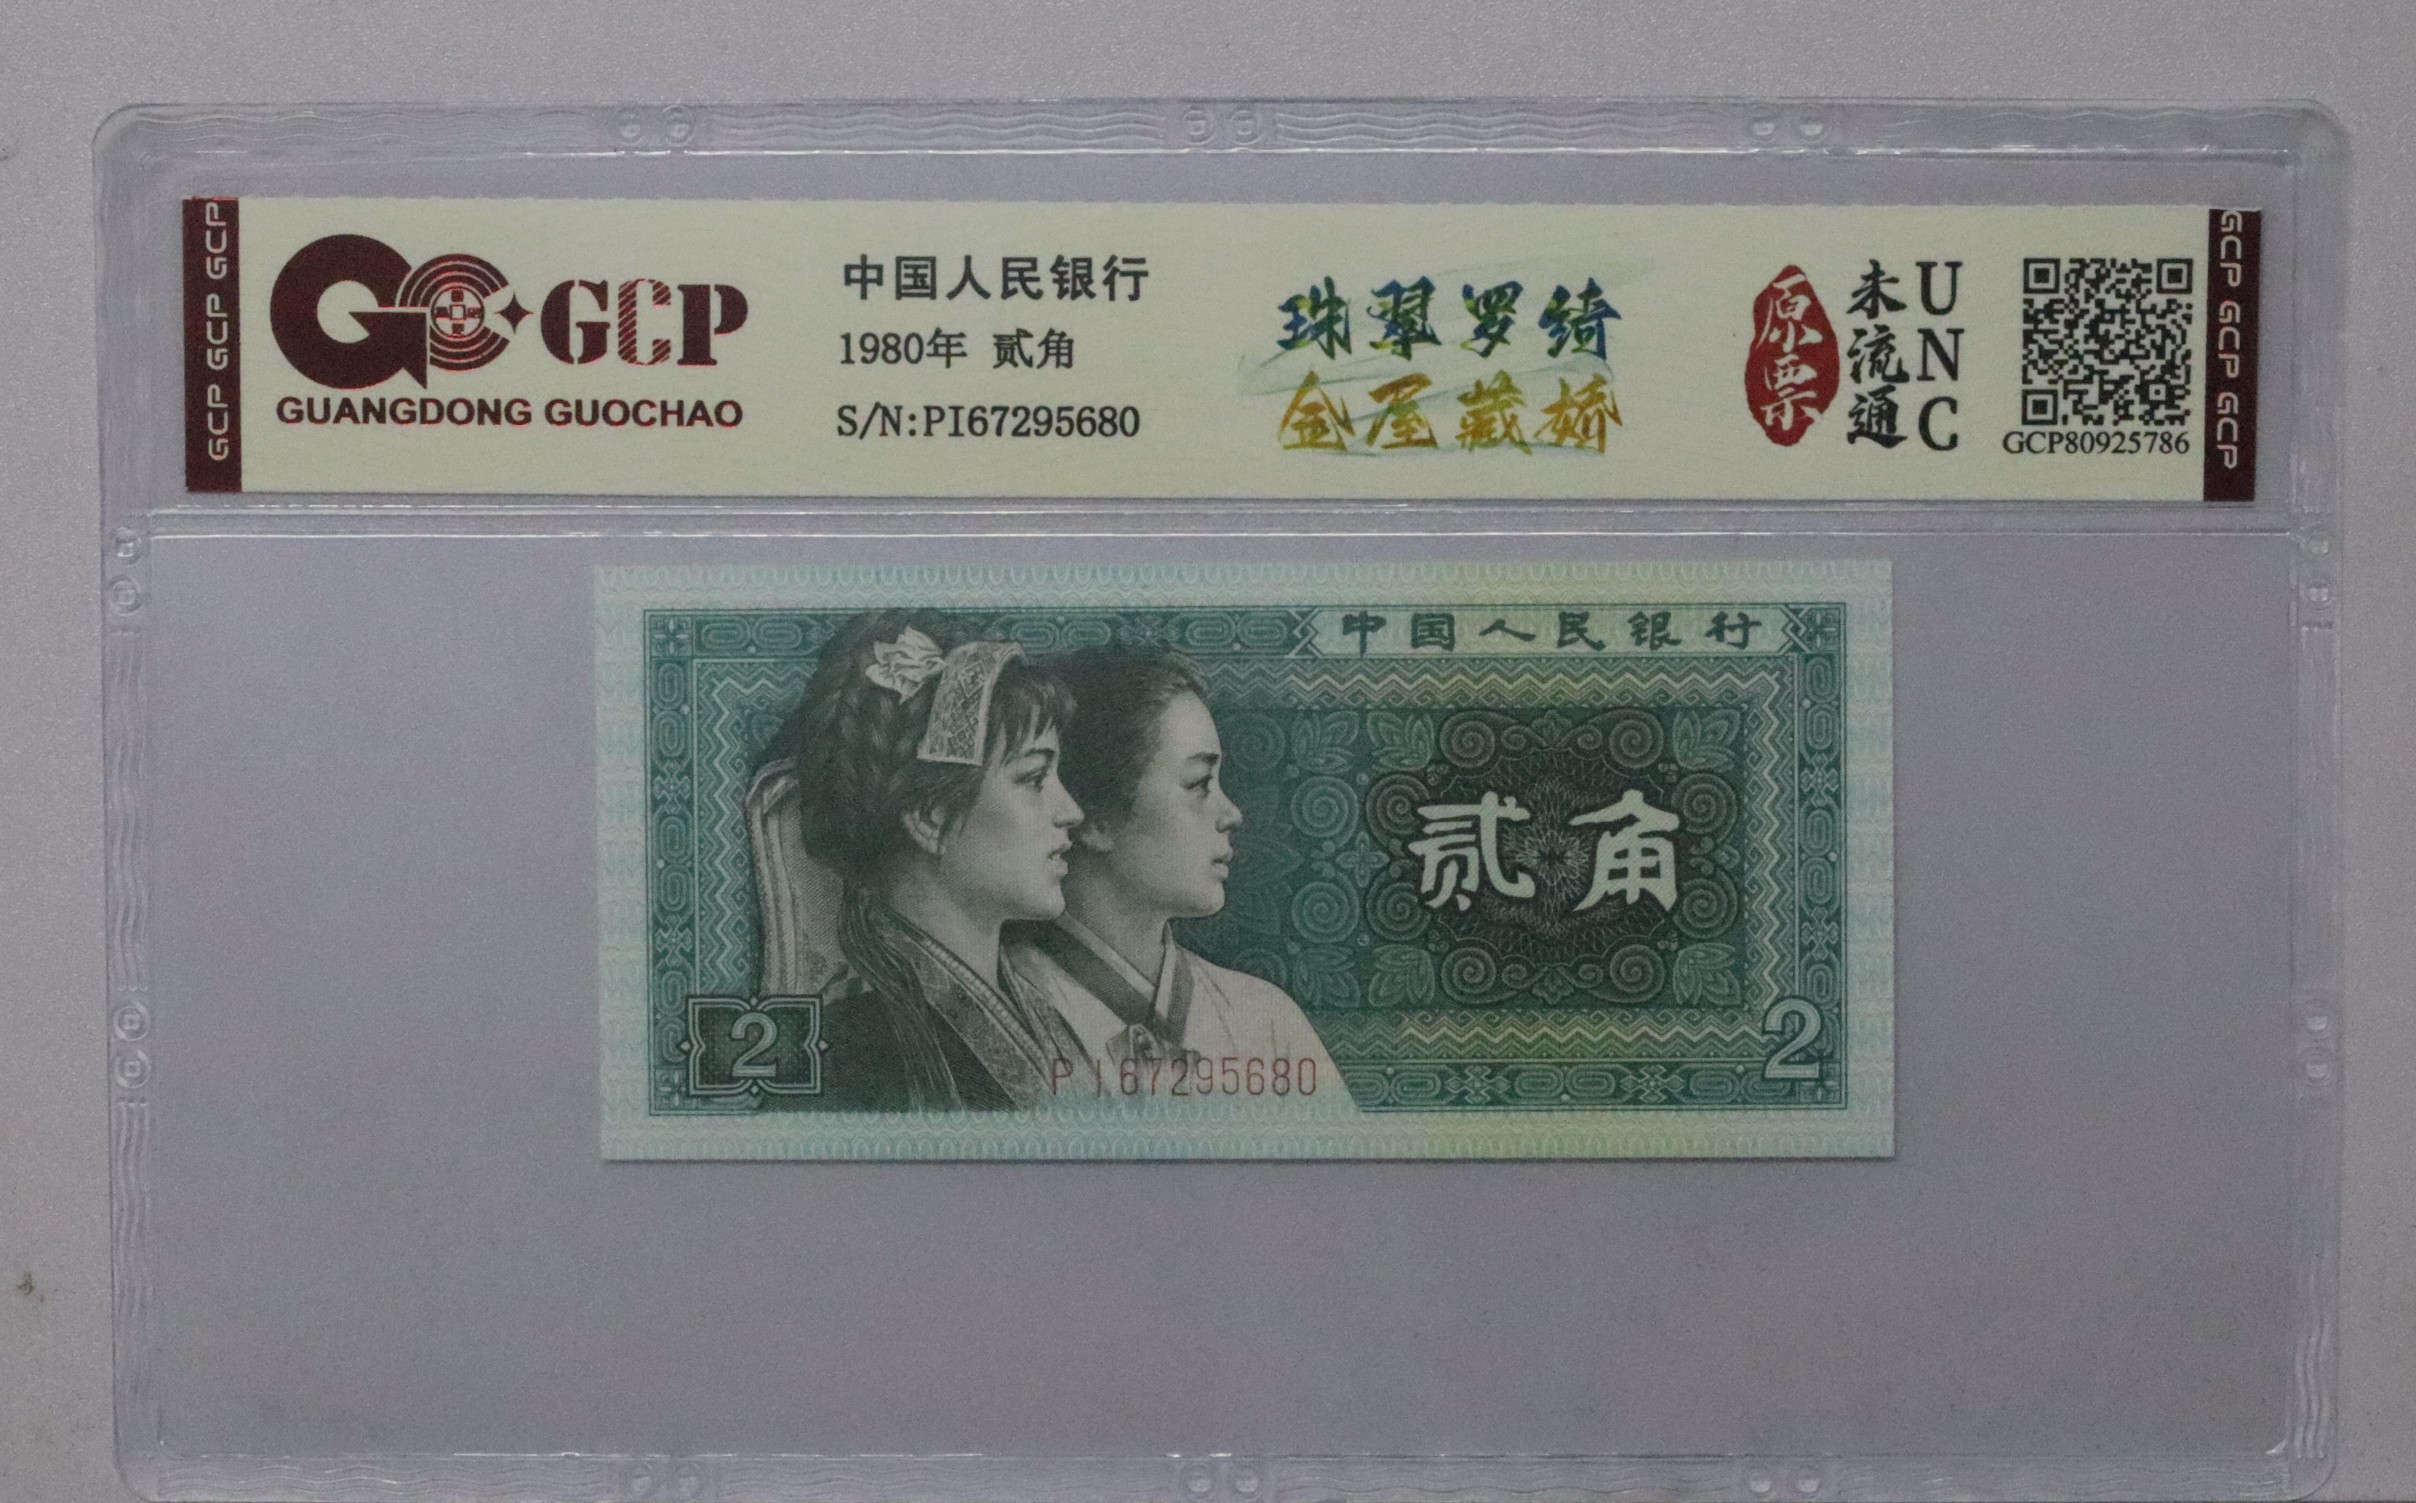 GCP GCP GCP
GCP
GUANGDONG GUOCHAO
中国人民银行
1980年 贰角
S/N:PI67295680
珠翠罗绮
金屋藏娇
原票
未流通
UNC
GCP80925786
GCP GCP GCP
中国人民银行
贰角
2
PI67295680
2